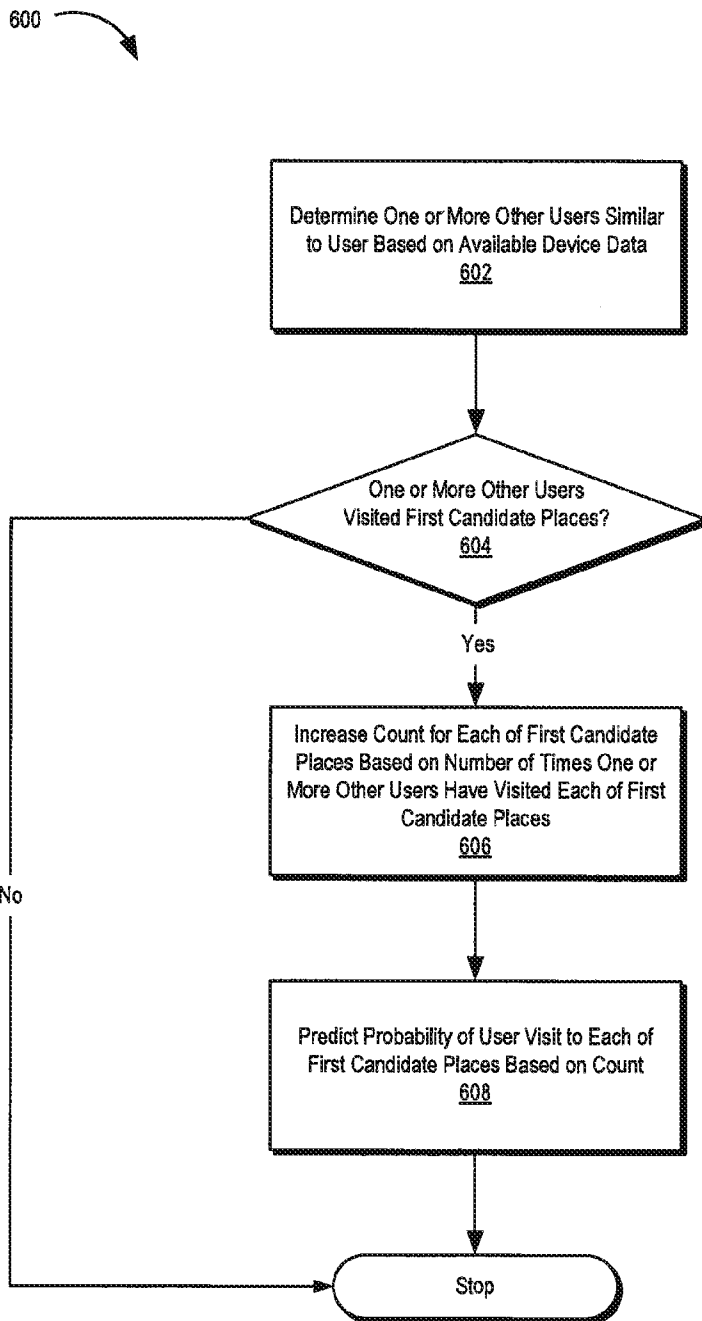 600
Determine One or More Other Users Similar
to User Based on Available Device Data
602
One or More Other Users
Visited First Candidate Places?
604
Yes
Increase Count for Each of First Candidate
Places Based on Number of Times One or
More Other Users Have Visited Each of First
Candidate Places
606
No
Predict Probability of User Visit to Each of
First Candidate Places Based on Count
608
Stop